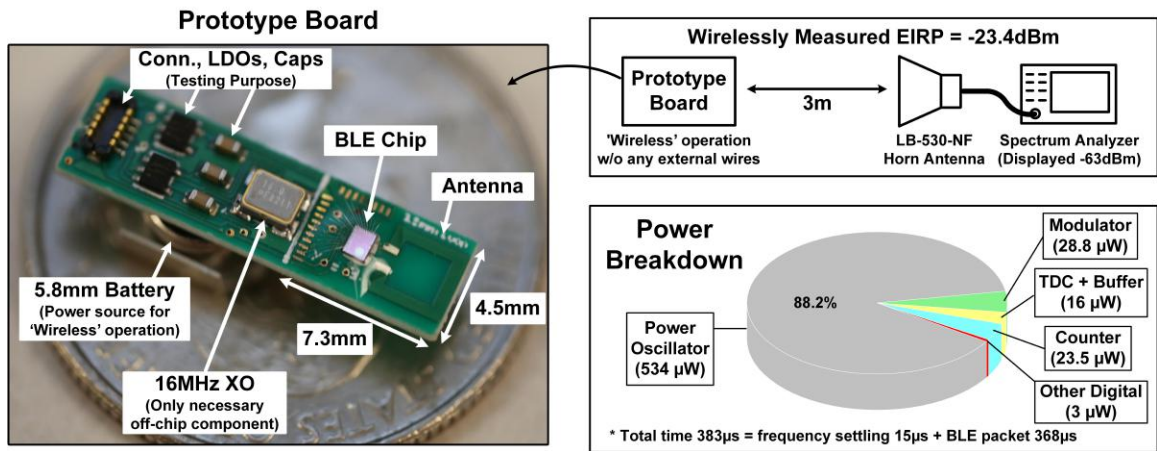 Prototype Board
Conn., LDOs, Caps
(Testing Purpose)
BLE Chip
Antenna
5.8mm Battery
(Power source for
‘Wireless’ operation)
7.3mm
4.5mm
16MHz XO
(Only necessary
off-chip component)
Wirelessly Measured EIRP = -23.4dBm
Prototype
Board
3m
'Wireless’ operation
w/o any external wires
LB-530-NF
Horn Antenna
Spectrum Analyzer
(Displayed -63dBm)
Power
Breakdown
88.2%
Power
Oscillator
(534 µW)
Modulator
(28.8 µW)
TDC + Buffer
(16 µW)
Counter
(23.5 µW)
Other Digital
(3 µW)
* Total time 383µs = frequency settling 15µs + BLE packet 368µs